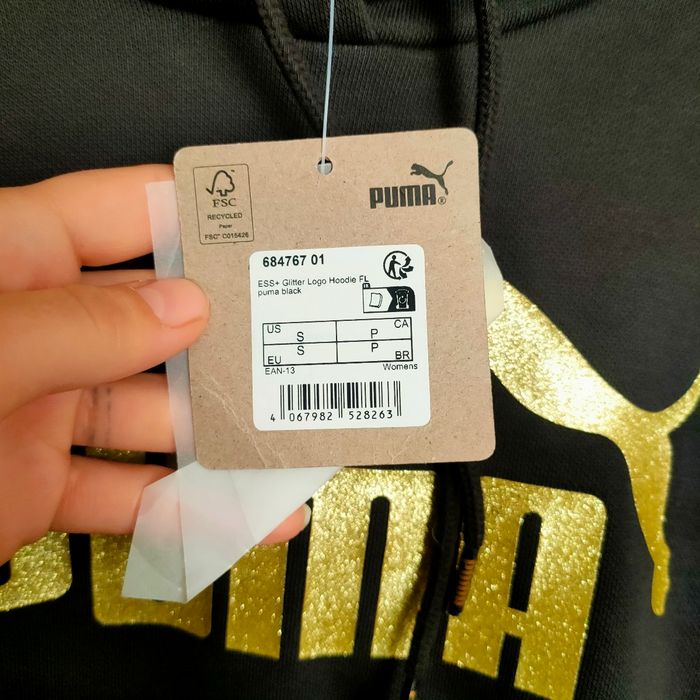 FSC
RECYCLED
Paper
FSC® C015426
PUMA®
684767 01
ESS+ Glitter Logo Hoodie FL
puma black
FR
US S P CA
EU S P BR
EAN-13 Womens
4 067982 528263
PUMA